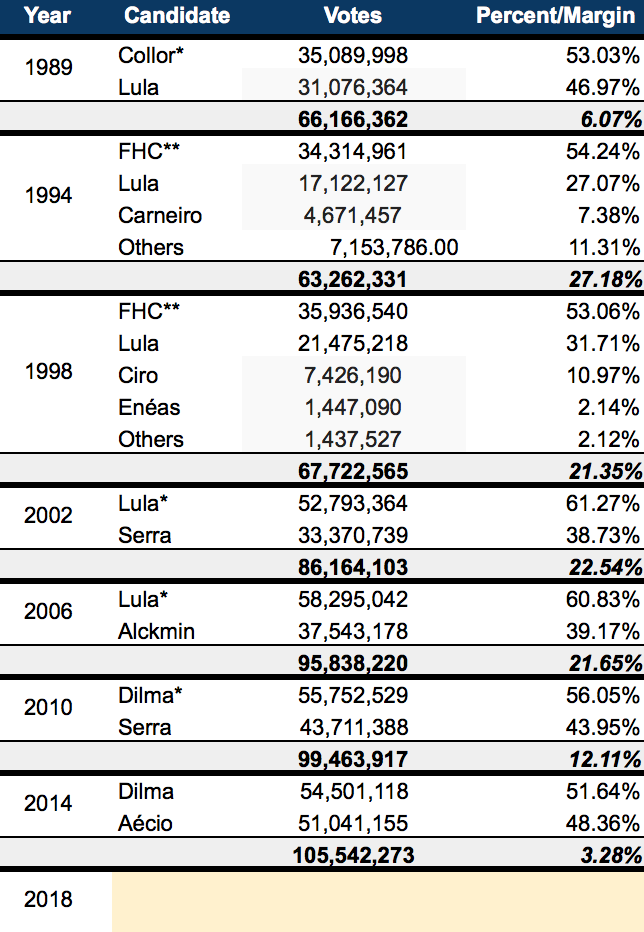 Year Candidate Votes Percent/Margin
1989
Collor* 35,089,998 53.03%
Lula 31,076,364 46.97%
66,166,362 6.07%
1994
FHC** 34,314,961 54.24%
Lula 17,122,127 27.07%
Carneiro 4,671,457 7.38%
Others 7,153,786.00 11.31%
63,262,331 27.18%
1998
FHC** 35,936,540 53.06%
Lula 21,475,218 31.71%
Ciro 7,426,190 10.97%
Enéas 1,447,090 2.14%
Others 1,437,527 2.12%
67,722,565 21.35%
2002
Lula* 52,793,364 61.27%
Serra 33,370,739 38.73%
86,164,103 22.54%
2006
Lula* 58,295,042 60.83%
Alckmin 37,543,178 39.17%
95,838,220 21.65%
2010
Dilma* 55,752,529 56.05%
Serra 43,711,388 43.95%
99,463,917 12.11%
2014
Dilma 54,501,118 51.64%
Aécio 51,041,155 48.36%
105,542,273 3.28%
2018